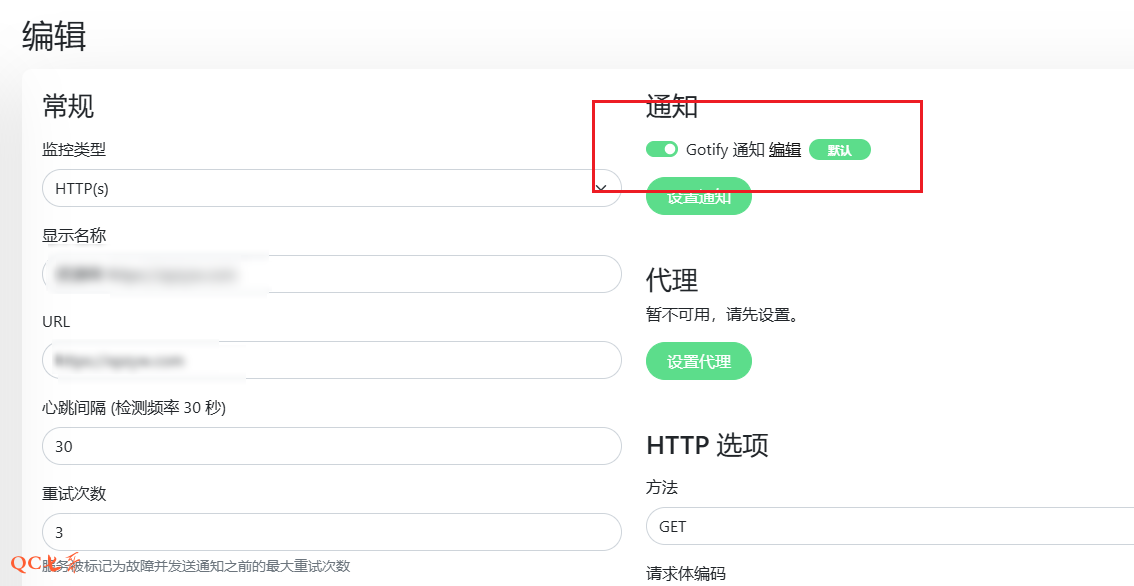 编辑
常规
监控类型
HTTP(s)
显示名称
URL
心跳间隔 (检测频率 30 秒)
30
重试次数
3
服务被标记为故障并发送通知之前的最大重试次数
通知
Gotify 通知 编辑 默认
设置通知
代理
暂不可用，请先设置。
设置代理
HTTP 选项
方法
GET
请求体编码